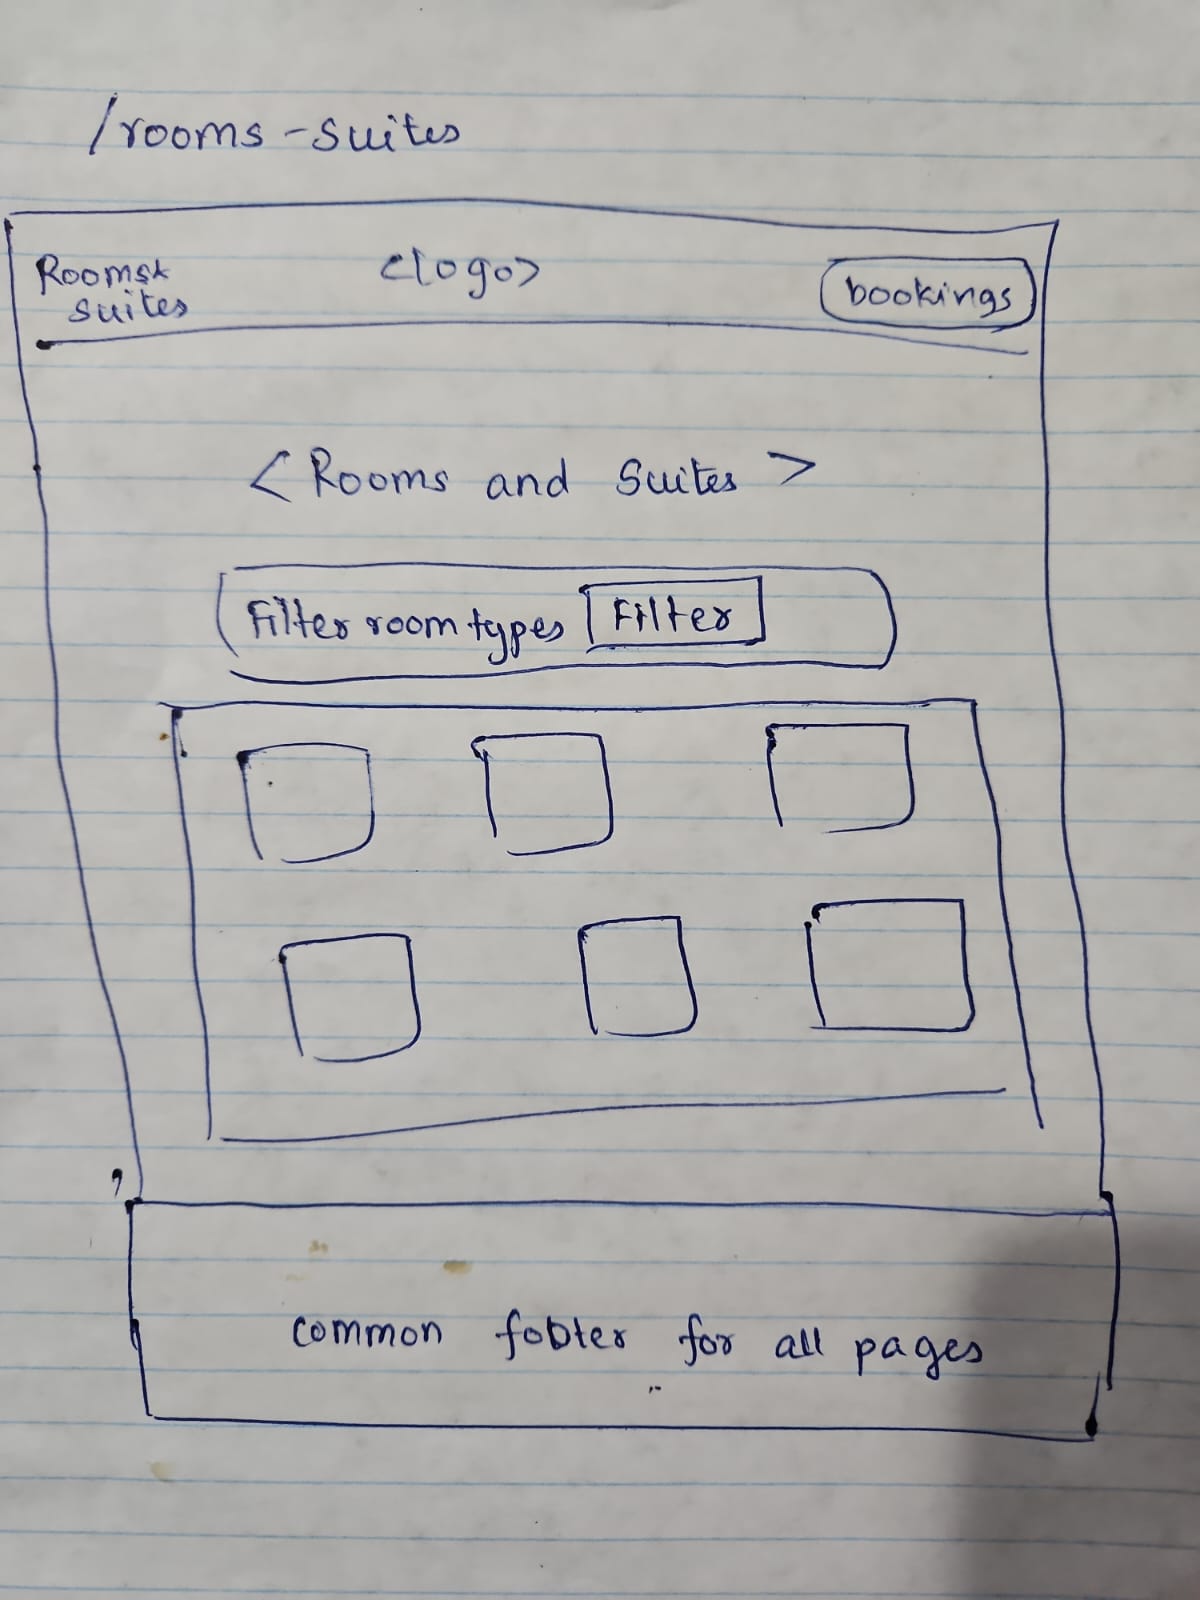 /rooms-suites
Rooms& <logo> bookings
suites
< Rooms and Suites >
Filter room types Filter
common footer for all pages